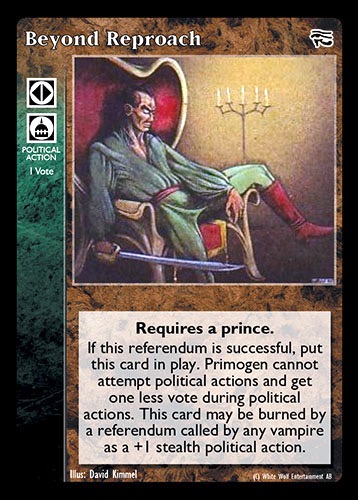 Beyond Reproach
POLITICAL
ACTION
1 Vote
Requires a prince.
If this referendum is successful, put
this card in play. Primogen cannot
attempt political actions and get
one less vote during political
actions. This card may be burned by
a referendum called by any vampire
as a +1 stealth political action.
Illus: David Kimmel
(C) White Wolf Entertainment AB